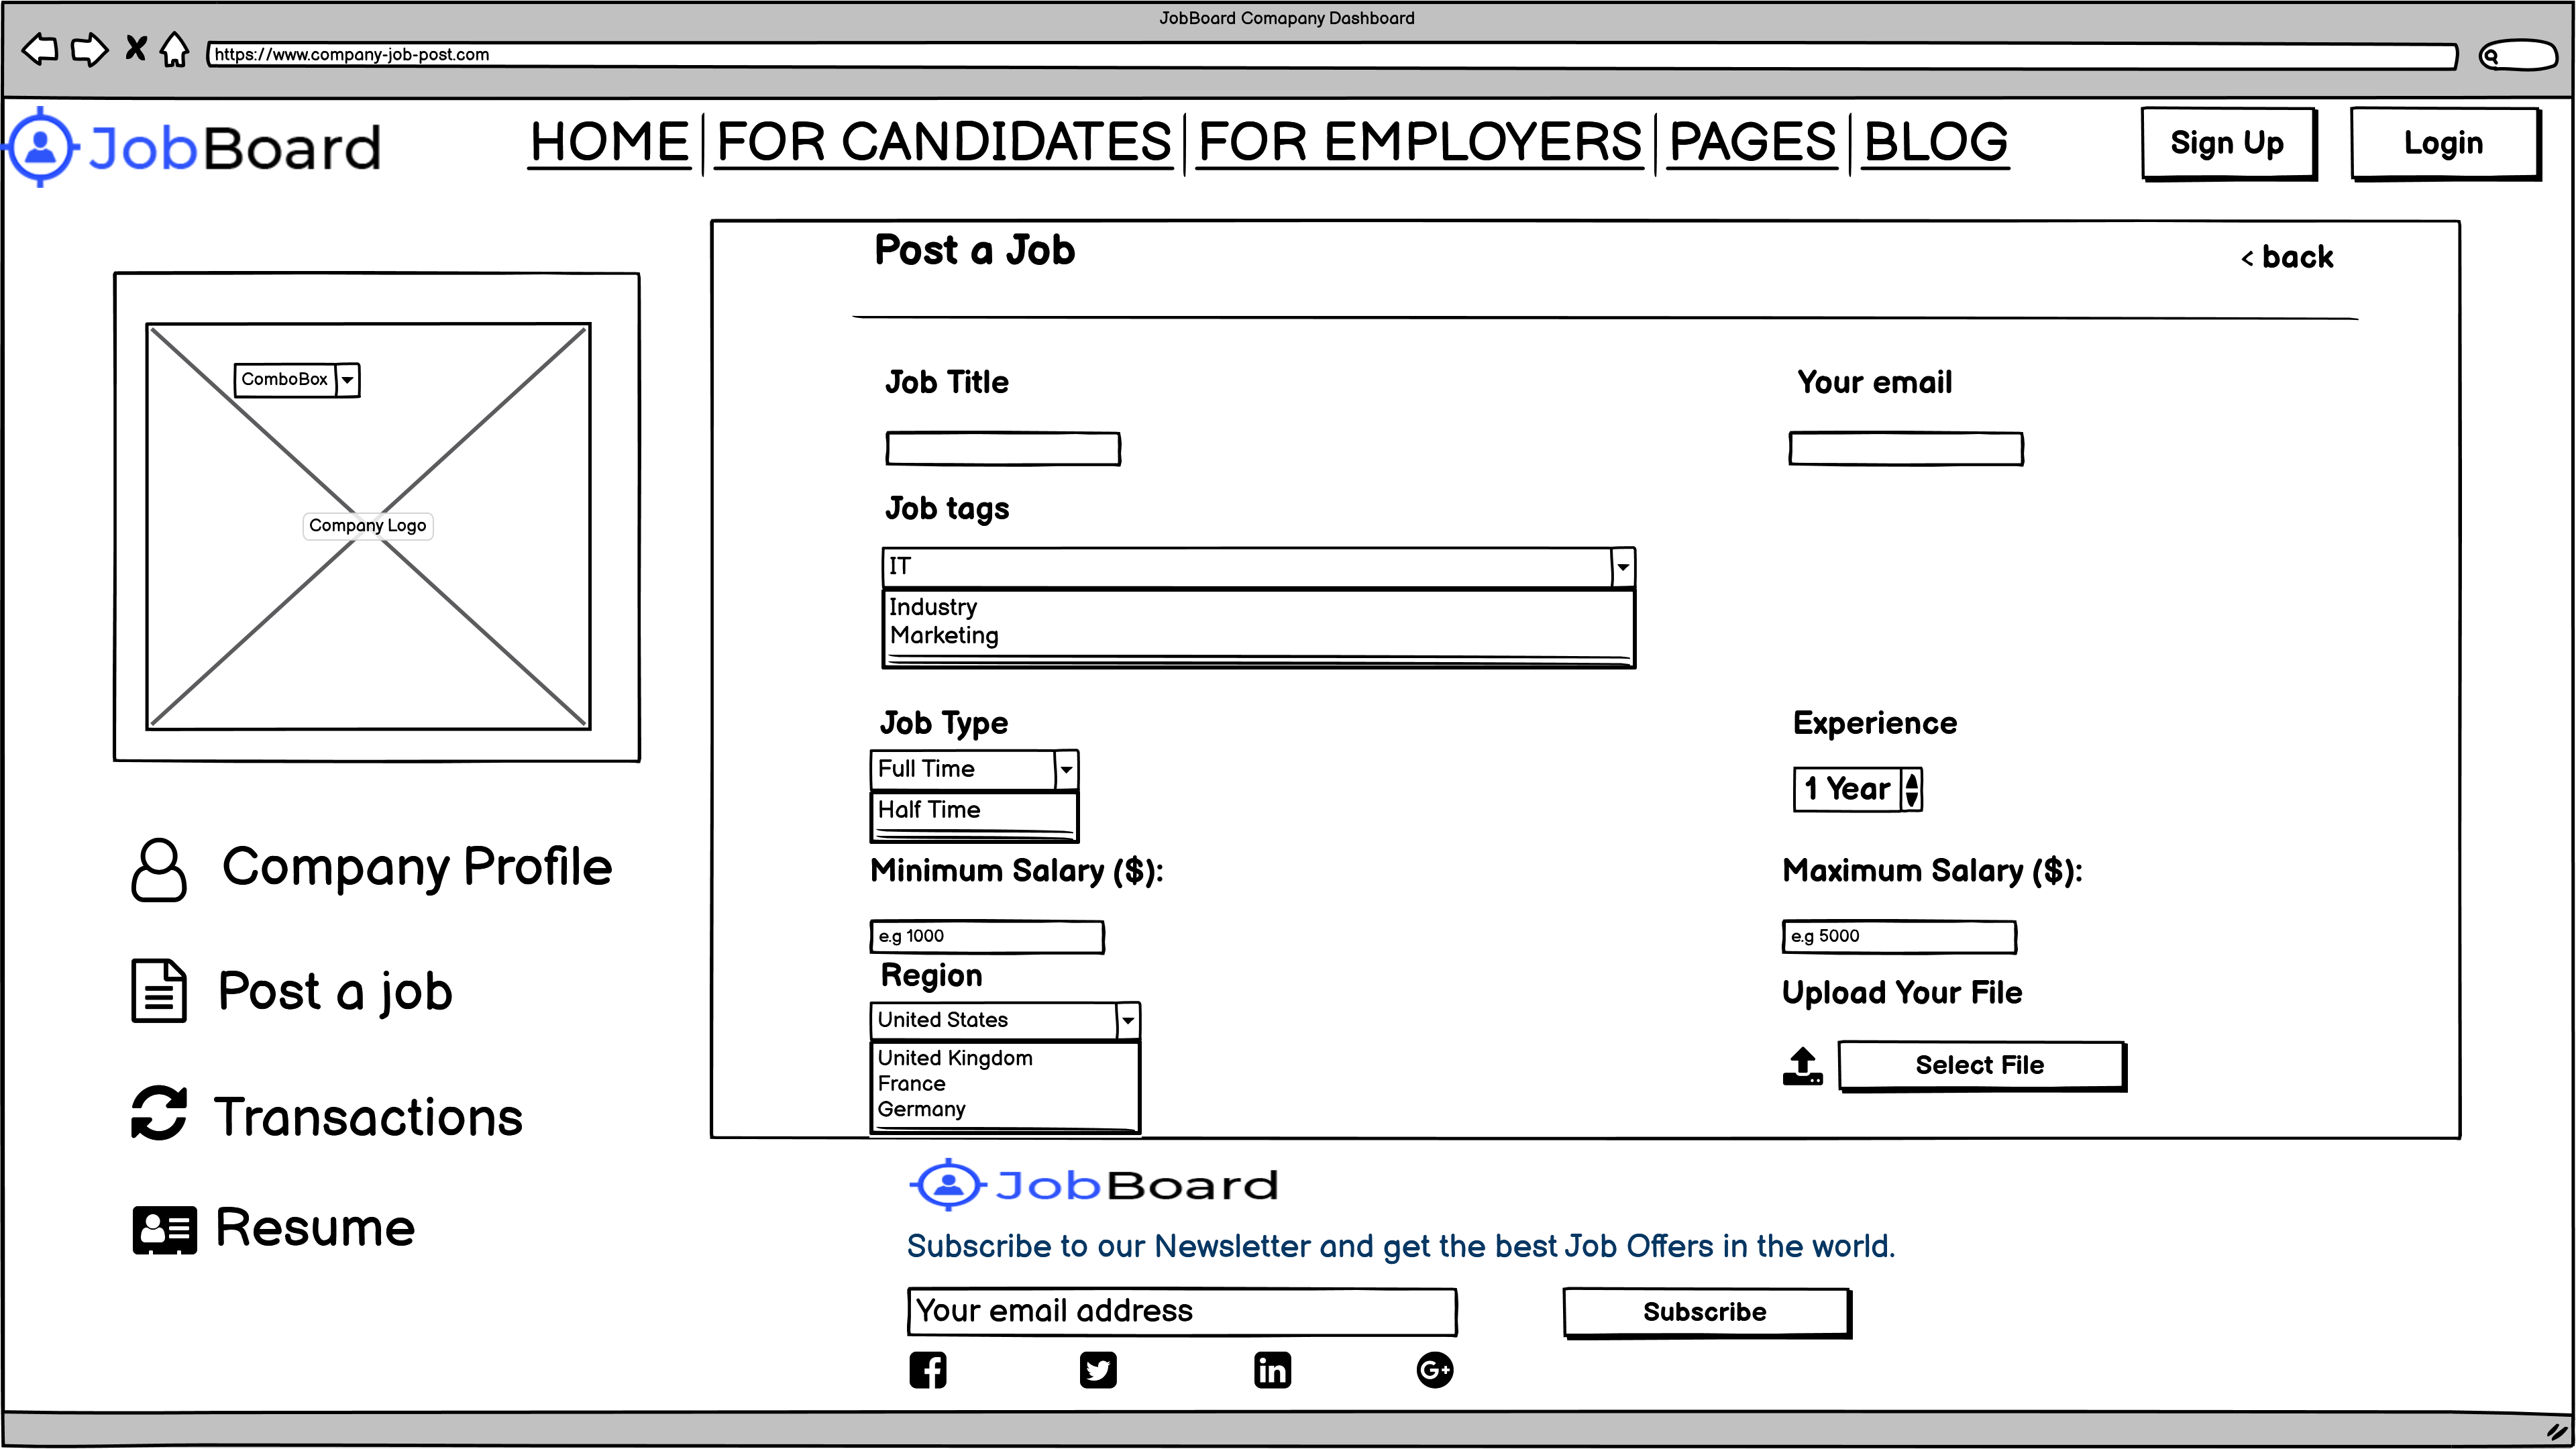 JobBoard Comapany Dashboard
https://www.company-job-post.com
JobBoard
HOME FOR CANDIDATES FOR EMPLOYERS PAGES BLOG
Sign Up
Login
ComboBox
Company Logo
Company Profile
Post a job
Transactions
Resume
Post a Job
< back
Job Title
Your email
Job tags
IT
Industry
Marketing
Job Type
Full Time
Half Time
Experience
1 Year
Minimum Salary ($):
e.g 1000
Maximum Salary ($):
e.g 5000
Region
United States
United Kingdom
France
Germany
Upload Your File
Select File
JobBoard
Subscribe to our Newsletter and get the best Job Offers in the world.
Your email address
Subscribe
f
in
G+